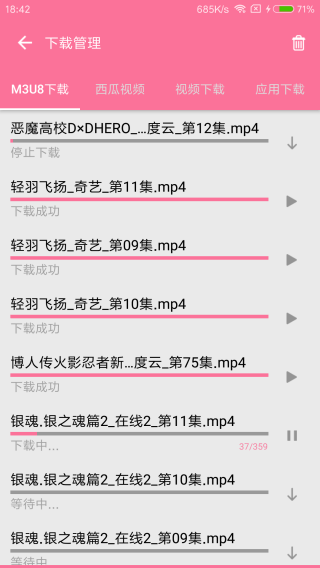 18:42 685K/s 71%
下载管理
M3U8下载 西瓜视频 视频下载 应用下载
恶魔高校D×DHERO_...度云_第12集.mp4
停止下载
轻羽飞扬_奇艺_第11集.mp4
下载成功
轻羽飞扬_奇艺_第09集.mp4
下载成功
轻羽飞扬_奇艺_第10集.mp4
下载成功
博人传火影忍者新...度云_第75集.mp4
下载成功
银魂.银之魂篇2_在线2_第11集.mp4
下载中... 37/359
银魂.银之魂篇2_在线2_第10集.mp4
等待中...
银魂.银之魂篇2_在线2_第09集.mp4
等待中...